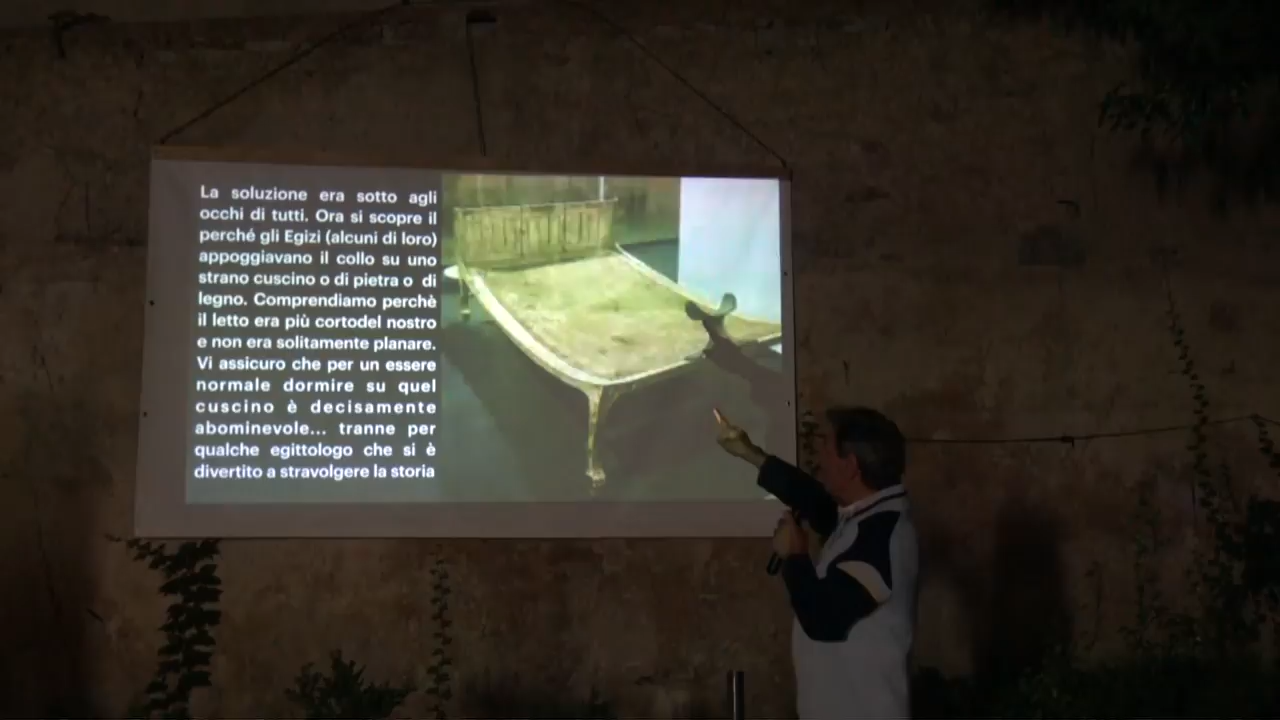 La soluzione era sotto agli
occhi di tutti. Ora si scopre il
perché gli Egizi (alcuni di loro)
appoggiavano il collo su uno
strano cuscino o di pietra o di
legno. Comprendiamo perchè
il letto era più cortodel nostro
e non era solitamente planare.
Vi assicuro che per un essere
normale dormire su quel
cuscino è decisamente
abominevole... tranne per
qualche egittologo che si è
divertito a stravolgere la storia